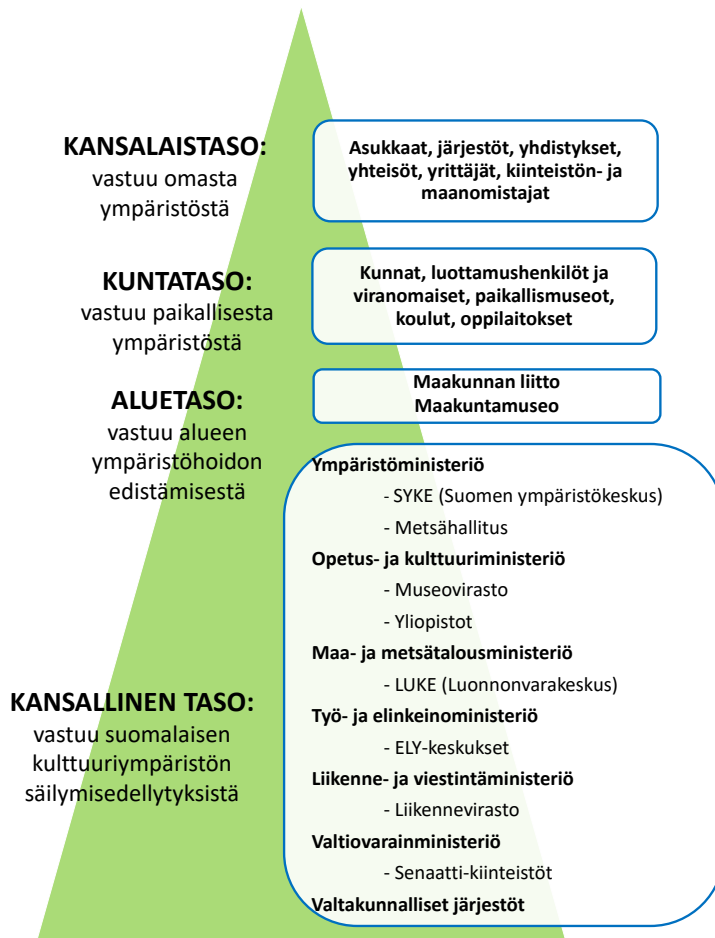 KANSALAISTASO:
vastuu omasta
ympäristöstä
Asukkaat, järjestöt, yhdistykset,
yhteisöt, yrittäjät, kiinteistön- ja
maanomistajat
KUNTATASO:
vastuu paikallisesta
ympäristöstä
Kunnat, luottamushenkilöt ja
viranomaiset, paikallismuseot,
koulut, oppilaitokset
ALUETASO:
vastuu alueen
ympäristöhoidon
edistämisestä
Maakunnan liitto
Maakuntamuseo
KANSALLINEN TASO:
vastuu suomalaisen
kulttuuriympäristön
säilymisedellytyksistä
Ympäristöministeriö
- SYKE (Suomen ympäristökeskus)
- Metsähallitus
Opetus- ja kulttuuriministeriö
- Museovirasto
- Yliopistot
Maa- ja metsätalousministeriö
- LUKE (Luonnonvarakeskus)
Työ- ja elinkeinoministeriö
- ELY-keskukset
Liikenne- ja viestintäministeriö
- Liikennevirasto
Valtiovarainministeriö
- Senaatti-kiinteistöt
Valtakunnalliset järjestöt